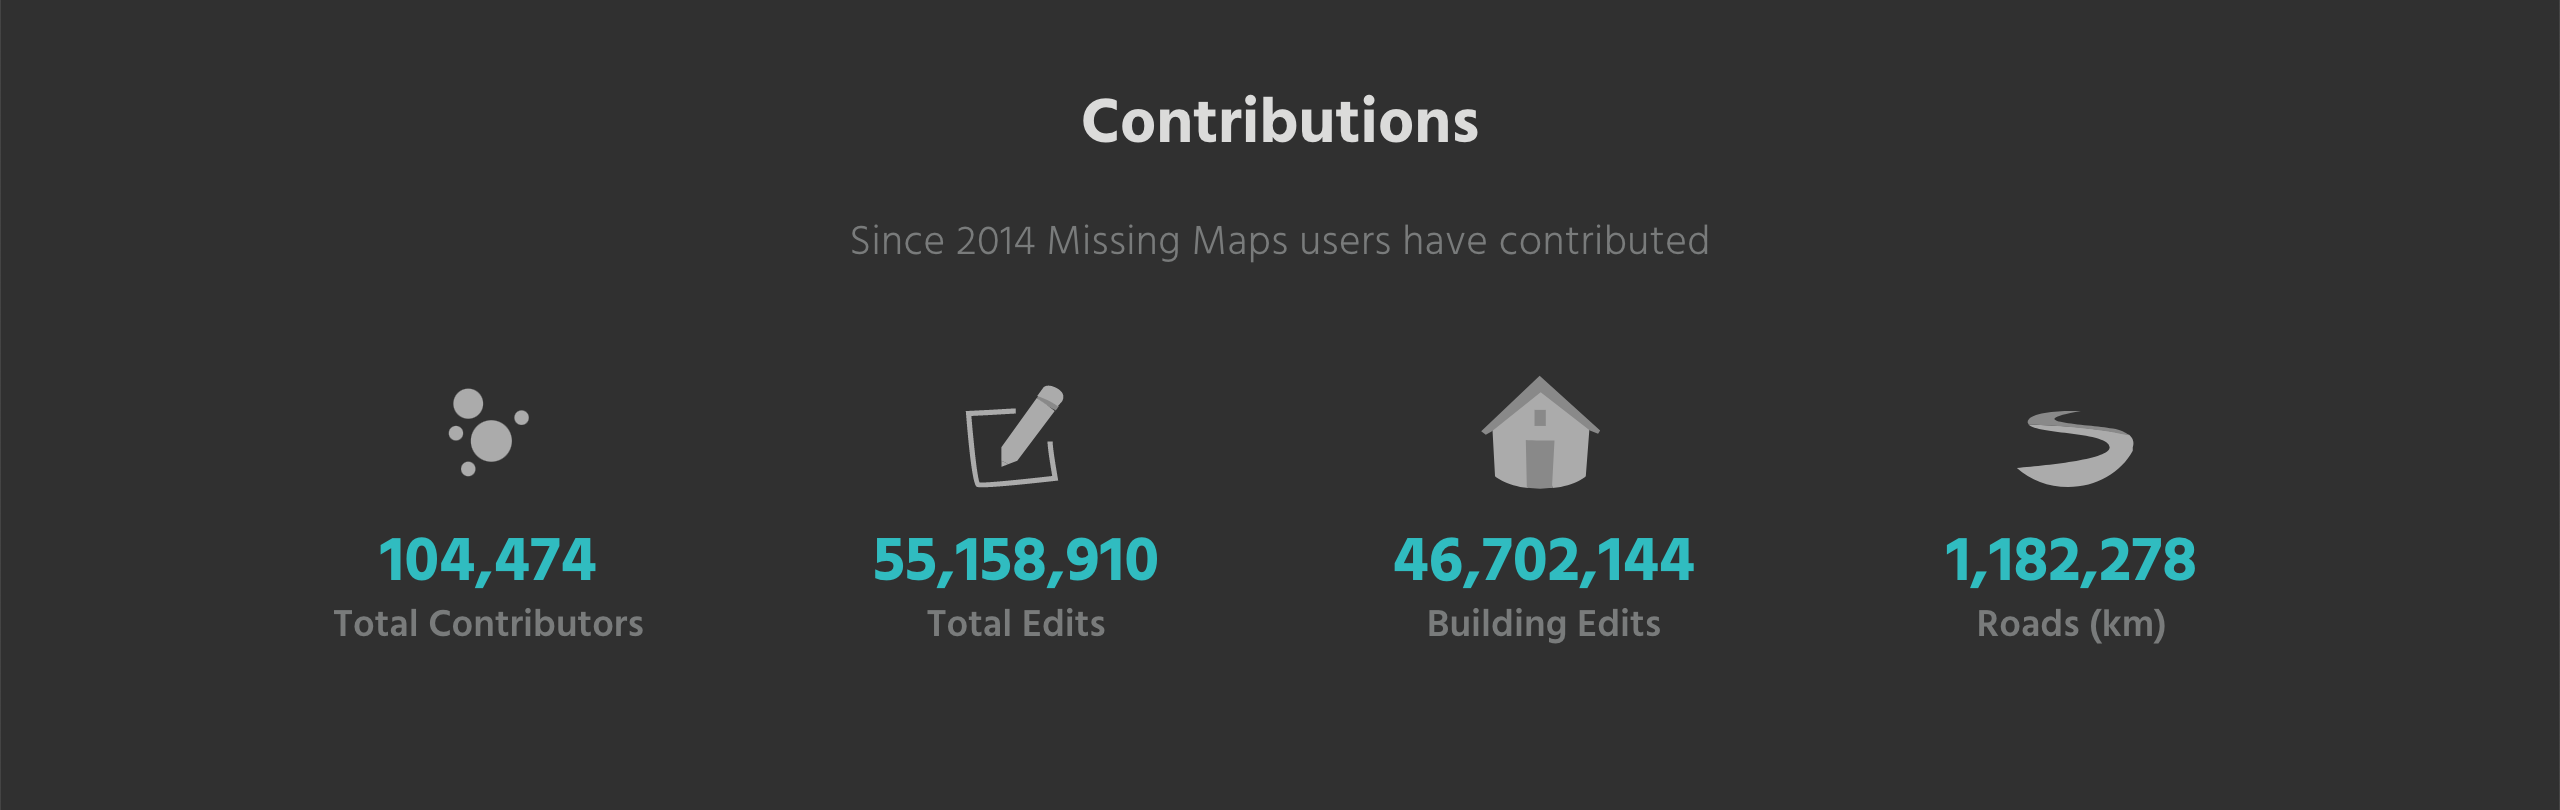 Contributions
Since 2014 Missing Maps users have contributed
104,474
Total Contributors
55,158,910
Total Edits
46,702,144
Building Edits
1,182,278
Roads (km)